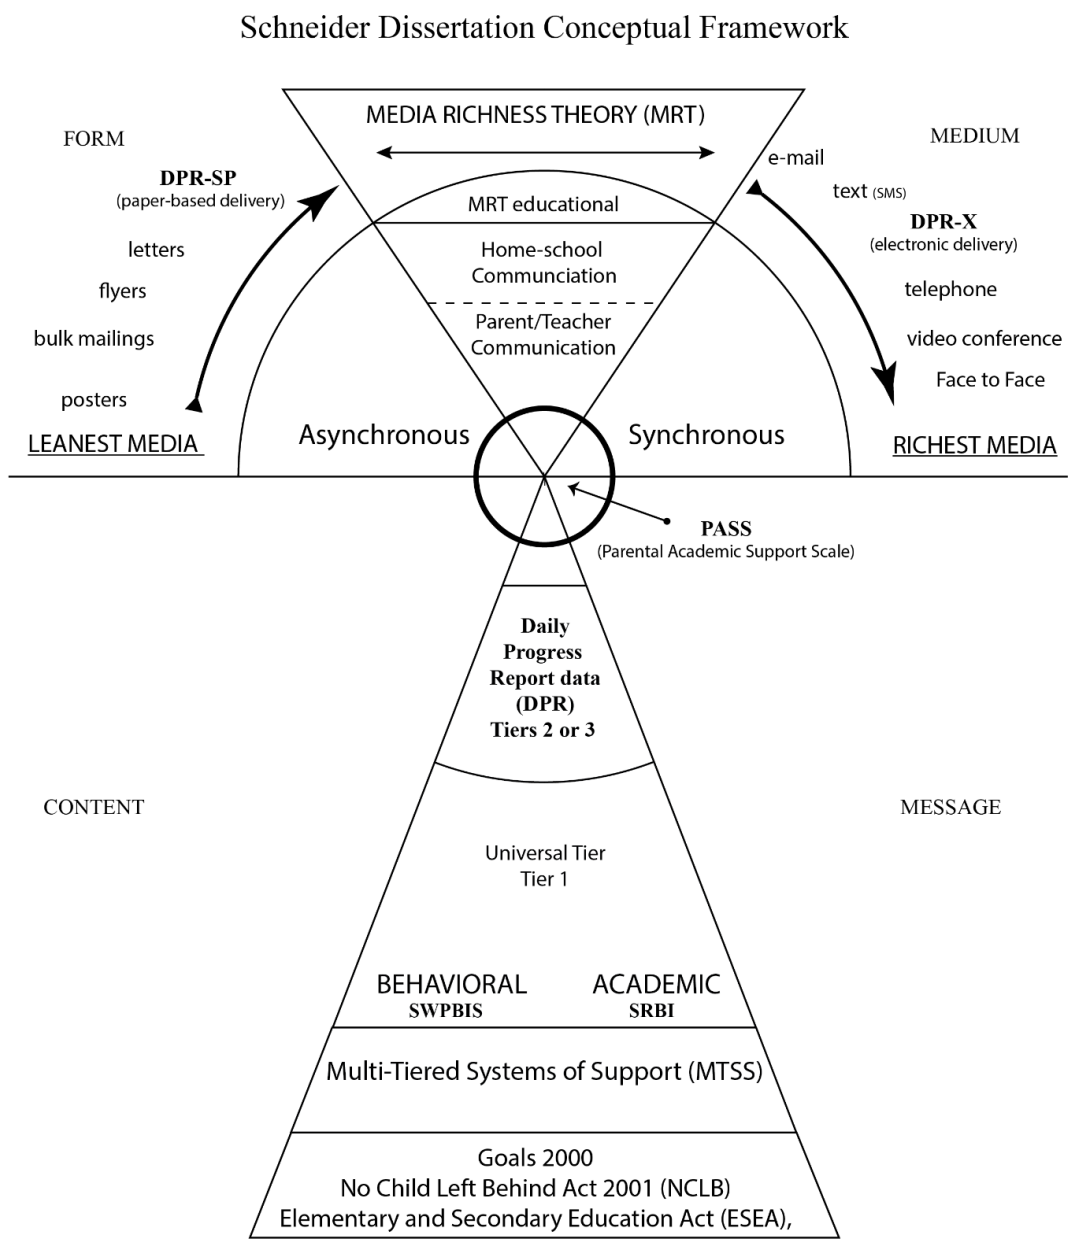 Schneider Dissertation Conceptual Framework
MEDIA RICHNESS THEORY (MRT)
FORM
MEDIUM
DPR-SP
(paper-based delivery)
letters
flyers
bulk mailings
posters
LEANEST MEDIA
MRT educational
Home-school
Communciation
Parent/Teacher
Communication
Asynchronous
Synchronous
e-mail
text (SMS)
DPR-X
(electronic delivery)
telephone
video conference
Face to Face
RICHEST MEDIA
PASS
(Parental Academic Support Scale)
Daily
Progress
Report data
(DPR)
Tiers 2 or 3
CONTENT
MESSAGE
Universal Tier
Tier 1
BEHAVIORAL
SWPBIS
ACADEMIC
SRBI
Multi-Tiered Systems of Support (MTSS)
Goals 2000
No Child Left Behind Act 2001 (NCLB)
Elementary and Secondary Education Act (ESEA),